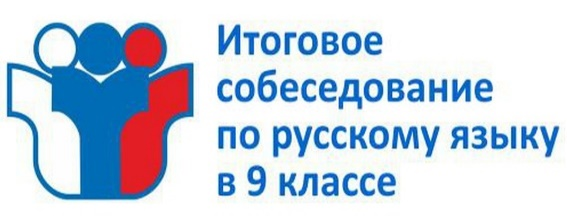 Итоговое
собеседование
по русскому языку
в 9 классе